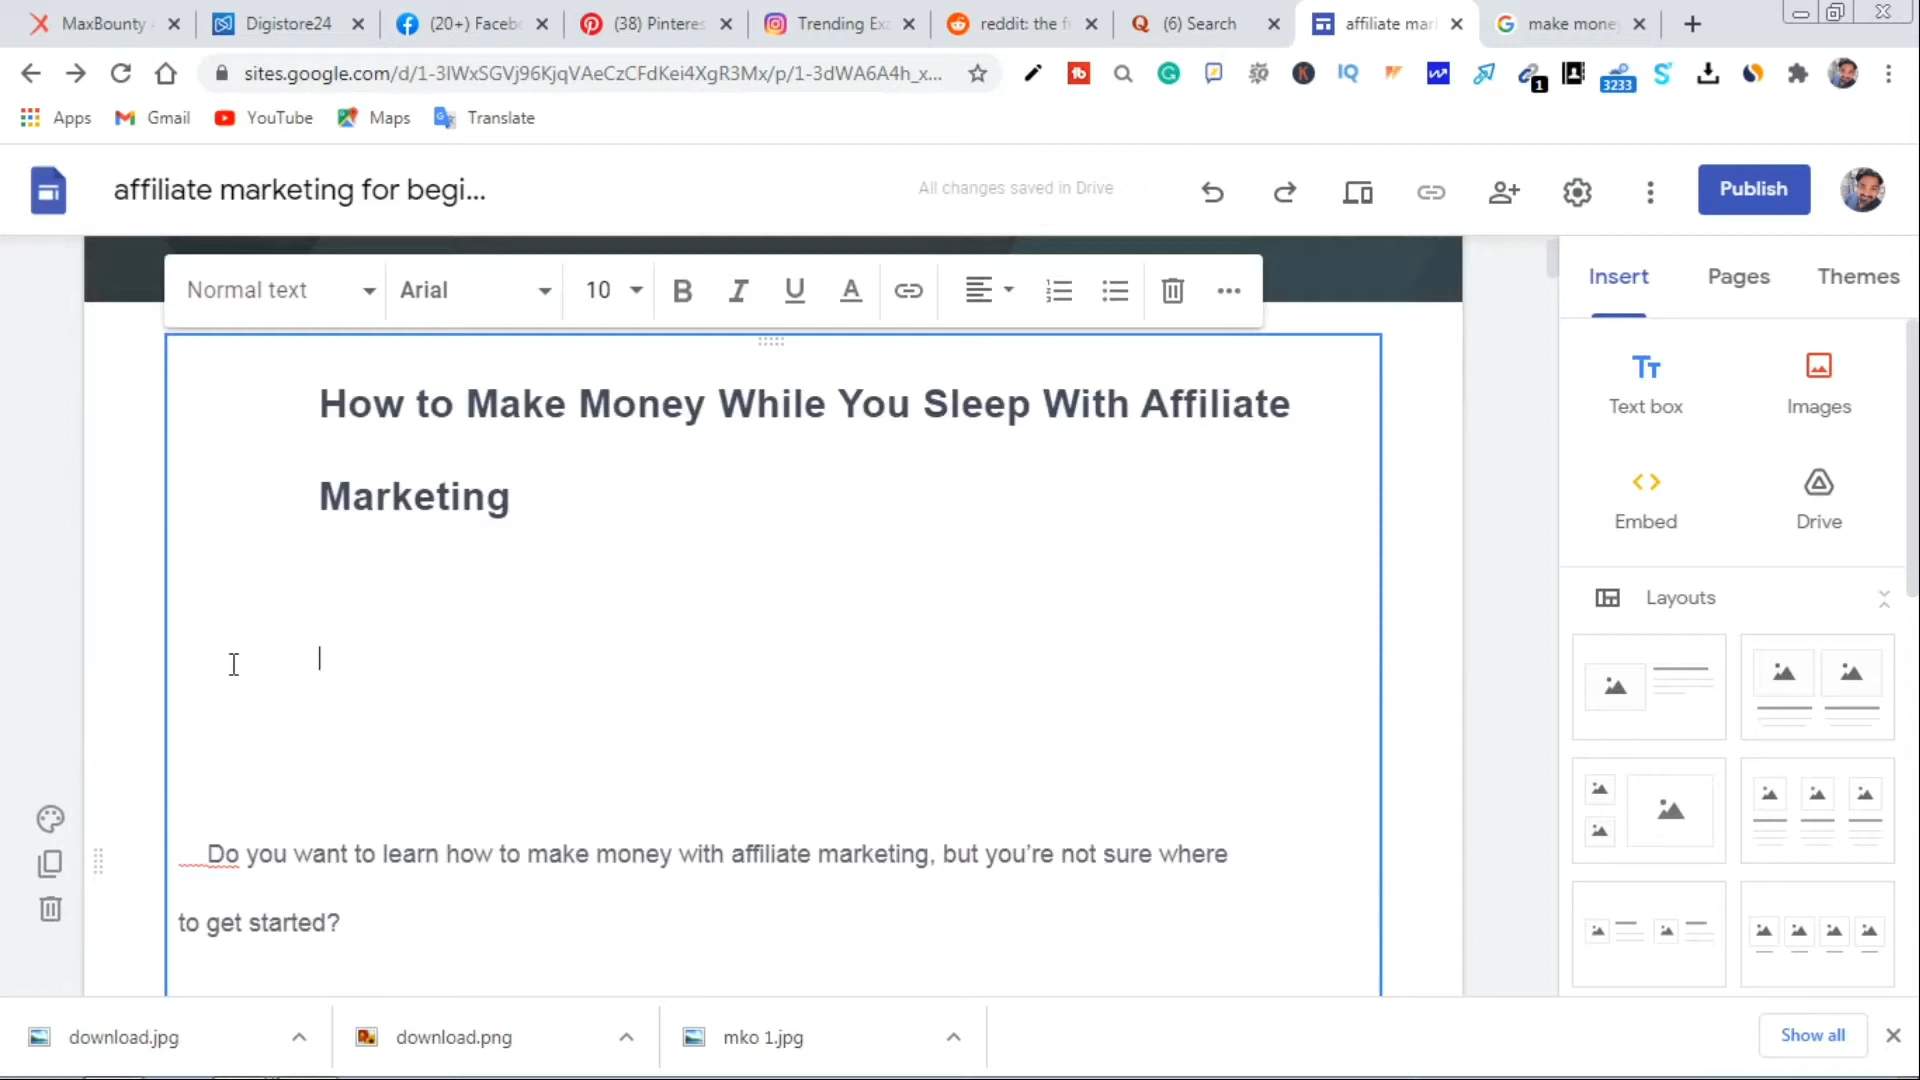 MaxBounty
Digistore24
(20+) Faceb
(38) Pinteres
Trending Ex
reddit: the f
(6) Search
affiliate mar
make mone
sites.google.com/d/1-3lWxSGVj96KjqVAeCzCFdKei4XgR3Mx/p/1-3dWA6A4h_x...
1
3233
Apps
Gmail
YouTube
Maps
Translate
affiliate marketing for begi...
All changes saved in Drive
Publish
Normal text
Arial
10
Insert
Pages
Themes
How to Make Money While You Sleep With Affiliate
Marketing
Text box
Images
Embed
Drive
Layouts
Do you want to learn how to make money with affiliate marketing, but you’re not sure where
to get started?
download.jpg
download.png
mko 1.jpg
Show all